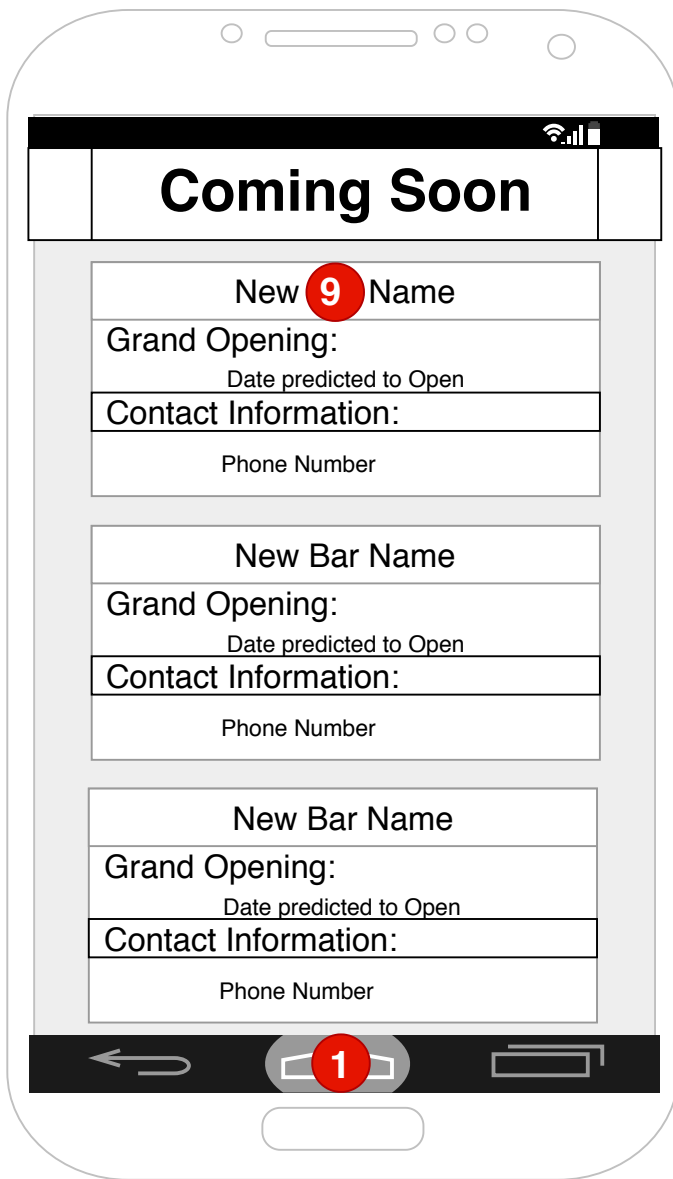 Coming Soon
New 9 Name
Grand Opening:
Date predicted to Open
Contact Information:
Phone Number
New Bar Name
Grand Opening:
Date predicted to Open
Contact Information:
Phone Number
New Bar Name
Grand Opening:
Date predicted to Open
Contact Information:
Phone Number
1